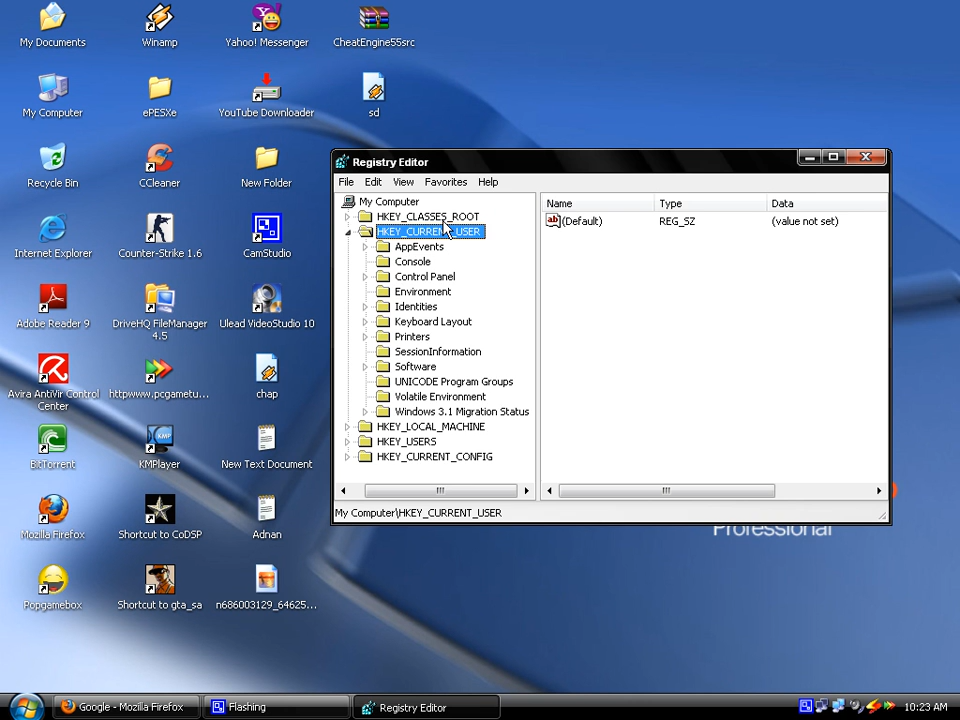 My Documents
Winamp
Yahoo! Messenger
CheatEngine55src
My Computer
ePESXe
YouTube Downloader
sd
Recycle Bin
CCleaner
New Folder
Internet Explorer
Counter-Strike 1.6
CamStudio
Adobe Reader 9
DriveHQ FileManager
4.5
Ulead VideoStudio 10
Avira AntiVir Control
Center
httpwww.pcgametu...
chap
BitTorrent
KMPlayer
New Text Document
Mozilla Firefox
Shortcut to CoDSP
Adnan
Popgamebox
Shortcut to gta_sa
n686003129_64625...
Registry Editor
File Edit View Favorites Help
My Computer
HKEY_CLASSES_ROOT
HKEY_CURRENT_USER
AppEvents
Console
Control Panel
Environment
Identities
Keyboard Layout
Printers
SessionInformation
Software
UNICODE Program Groups
Volatile Environment
Windows 3.1 Migration Status
HKEY_LOCAL_MACHINE
HKEY_USERS
HKEY_CURRENT_CONFIG
Name Type Data
ab (Default) REG_SZ (value not set)
My Computer\HKEY_CURRENT_USER
Professional
Google - Mozilla Firefox
Flashing
Registry Editor
10:23 AM